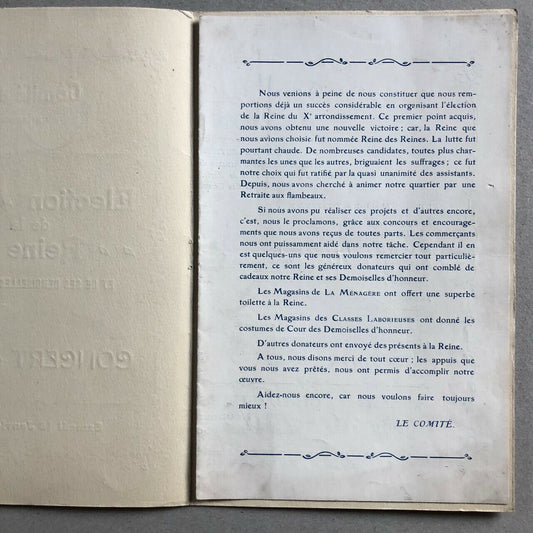 Nous venions à peine de nous constituer que nous rem-
portions déjà un succès considérable en organisant l'élection
de la Reine du Xe arrondissement. Ce premier point acquis,
nous avons obtenu une nouvelle victoire ; car, la Reine que
nous avions choisie fut nommée Reine des Reines. La lutte fut
pourtant chaude. De nombreuses candidates, toutes plus char-
mantes les unes que les autres, briguaient les suffrages ; ce fut
notre choix qui fut ratifié par la quasi unanimité des assistants.
Depuis, nous avons cherché à animer notre quartier par une
Retraite aux flambeaux.
Si nous avons pu réaliser ces projets et d'autres encore,
c'est, nous le proclamons, grâce aux concours et encourage-
ments que nous avons reçus de toutes parts. Les commerçants
nous ont puissamment aidé dans notre tâche. Cependant il en
est quelques-uns que nous voulons remercier tout particuliè-
rement, ce sont les généreux donateurs qui ont comblé de
cadeaux notre Reine et ses Demoiselles d'honneur.
Les Magasins de LA MÉNAGÈRE ont offert une superbe
toilette à la Reine.
Les Magasins des CLASSES LABORIEUSES ont donné les
costumes de Cour des Demoiselles d'honneur.
D'autres donateurs ont envoyé des présents à la Reine.
A tous, nous disons merci de tout cœur ; les appuis que
vous nous avez prêtés, nous ont permis d'accomplir notre
œuvre.
Aidez-nous encore, car nous voulons faire toujours
mieux !
LE COMITÉ.
Election
Reine
CONCERT